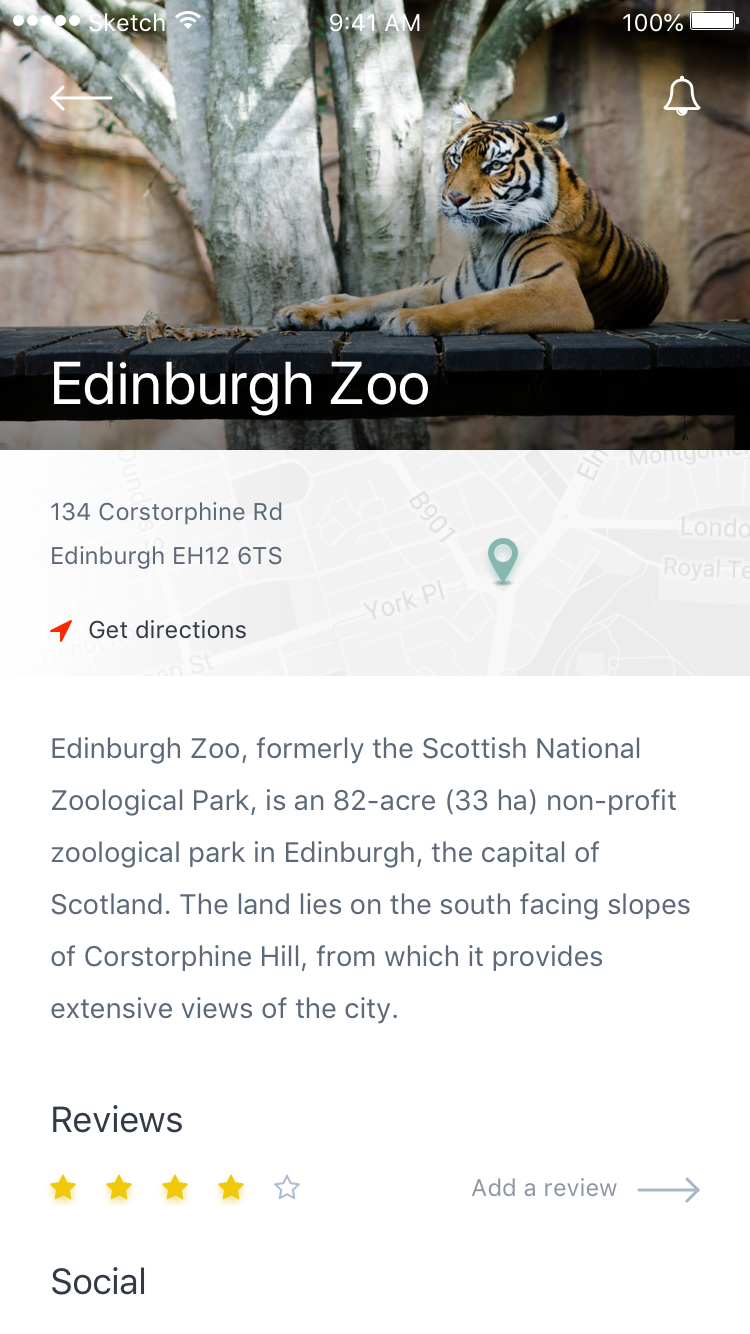 Sketch 9:41 AM 100%
Edinburgh Zoo
Montgom
B901
Londo
134 Corstorphine Rd
Edinburgh EH12 6TS
Royal Te
York Pl
Get directions
Edinburgh Zoo, formerly the Scottish National
Zoological Park, is an 82-acre (33 ha) non-profit
zoological park in Edinburgh, the capital of
Scotland. The land lies on the south facing slopes
of Corstorphine Hill, from which it provides
extensive views of the city.
Reviews
Add a review
Social